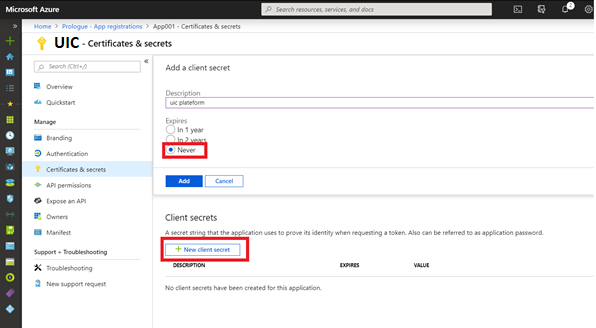 Microsoft Azure
Search resources, services, and docs
2
Home > Prologue - App registrations > App001 - Certificates & secrets
UIC - Certificates & secrets
Search (Ctrl+/)
Overview
Quickstart
Manage
Branding
Authentication
Certificates & secrets
API permissions
Expose an API
Owners
Manifest
Support + Troubleshooting
Troubleshooting
New support request
Add a client secret
Description
uic plateform
Expires
In 1 year
In 2 years
Never
Add Cancel
Client secrets
A secret string that the application uses to prove its identity when requesting a token. Also can be referred to as application password.
+ New client secret
DESCRIPTION EXPIRES VALUE
No client secrets have been created for this application.